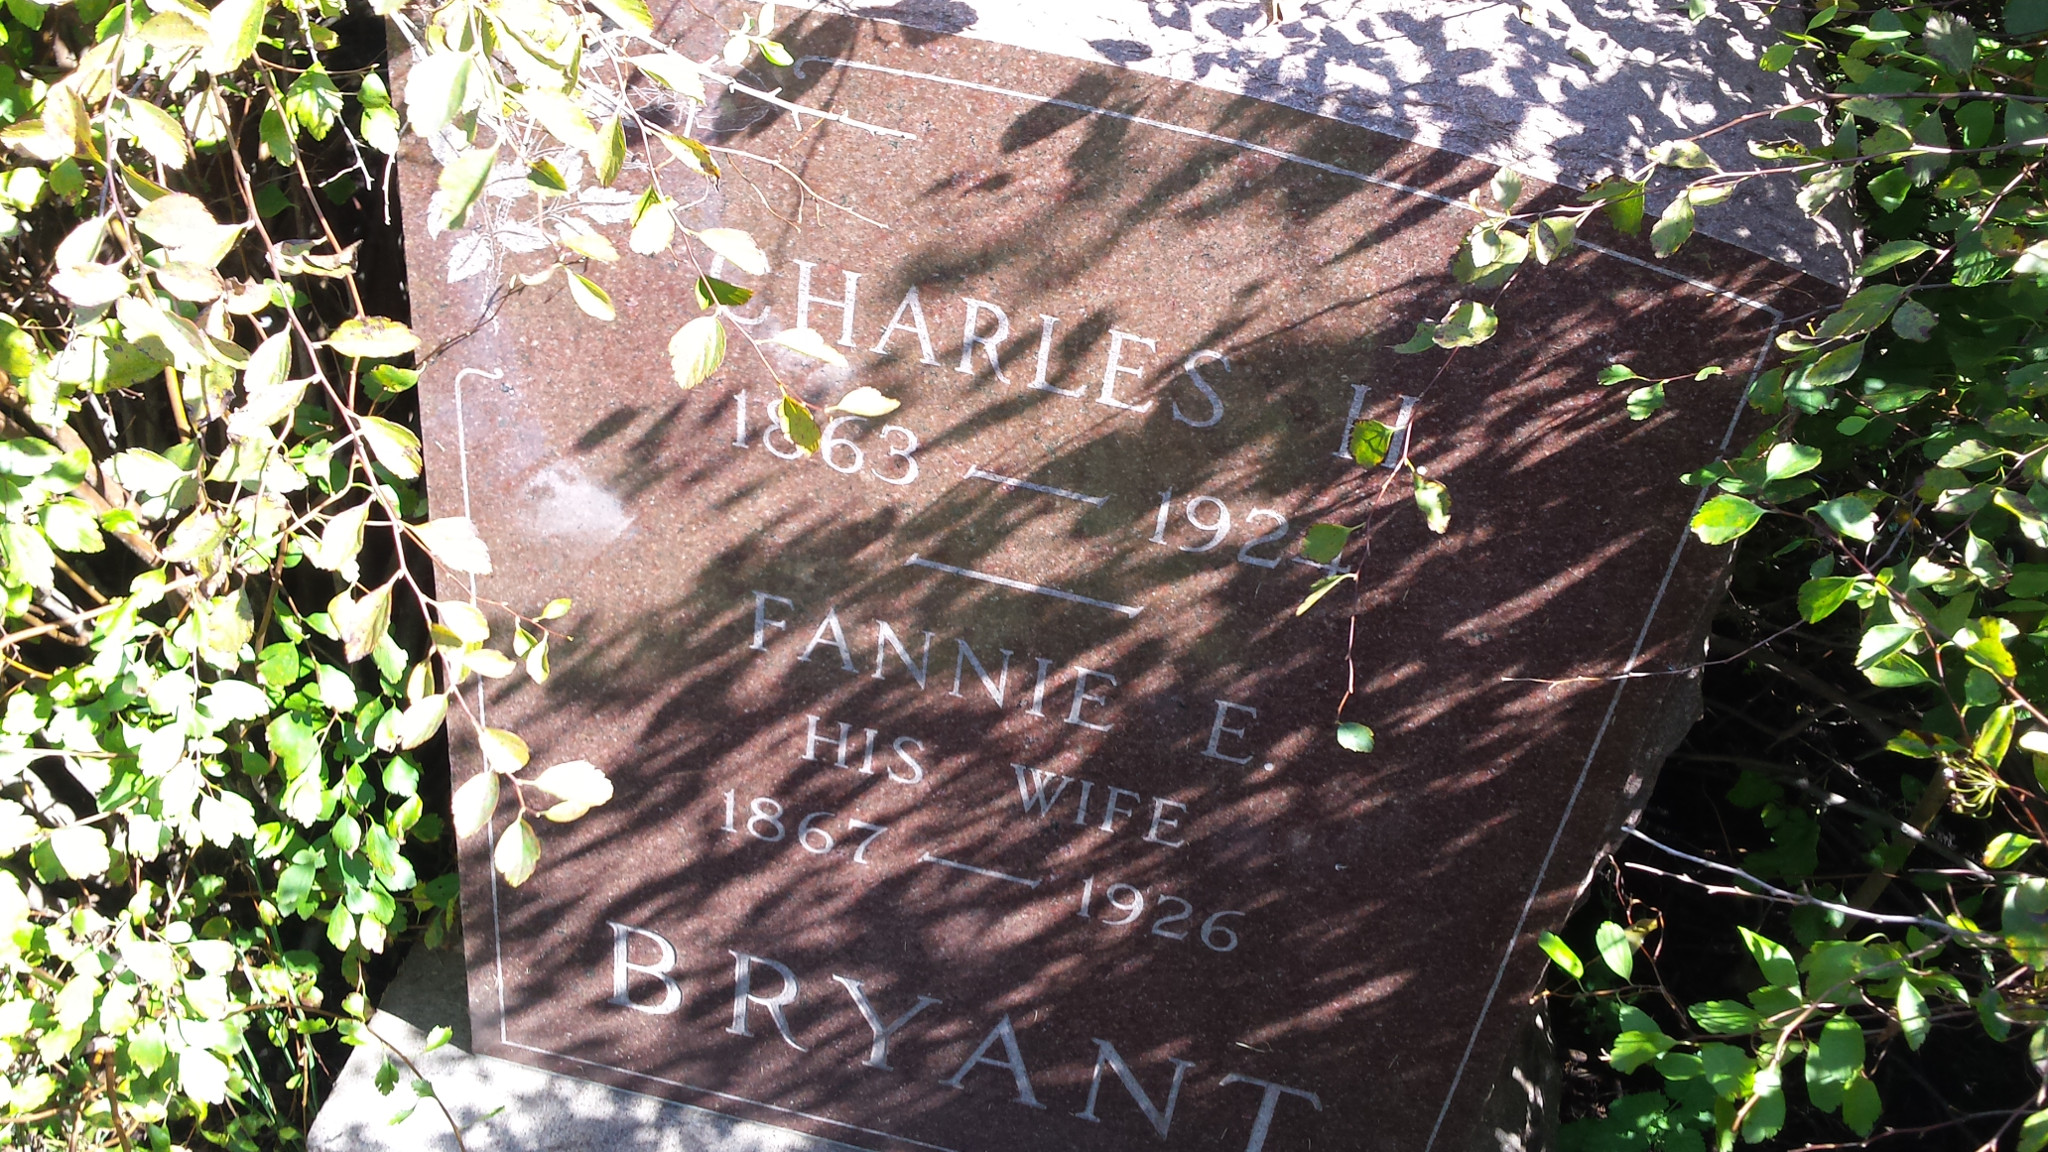 CHARLES H
1863 — 1924
FANNIE E.
HIS WIFE
1867 — 1926
BRYANT